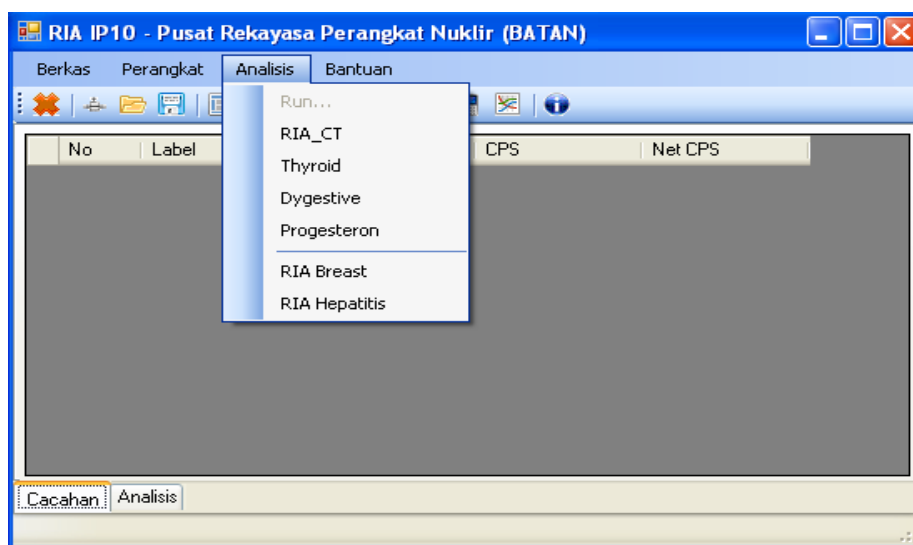 RIA IP10 - Pusat Rekayasa Perangkat Nuklir (BATAN)
Berkas Perangkat Analisis Bantuan
Run...
RIA_CT
Thyroid
Dygestive
Progesteron
RIA Breast
RIA Hepatitis
No Label CPS Net CPS
Cacahan Analisis